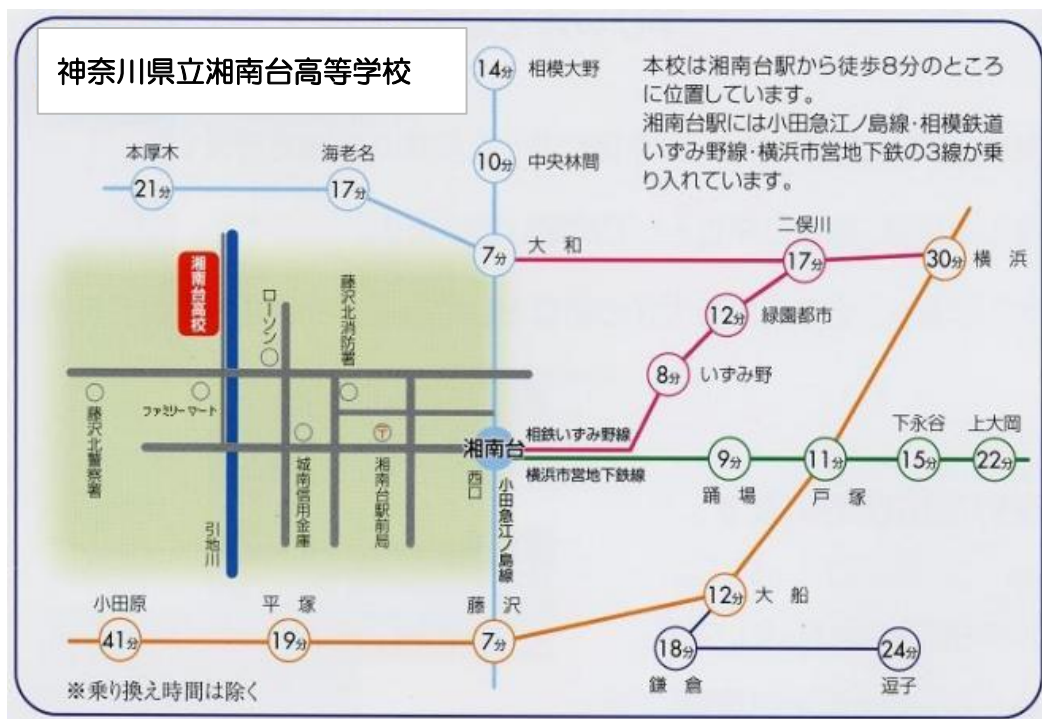 神奈川県立湘南台高等学校
本校は湘南台駅から徒歩8分のところ
に位置しています。
湘南台駅には小田急江ノ島線・相模鉄道
いずみ野線・横浜市営地下鉄の3線が乗
り入れています。
14分 相模大野
10分 中央林間
本厚木
21分
海老名
17分
7分 大和
二俣川
17分
30分 横浜
12分 緑園都市
8分 いずみ野
湘南台高校
ローソン
藤沢北消防署
藤沢北警察署
ファミリーマート
城南信用金庫
〒
湘南台駅前局
引地川
湘南台
西口
小田急江ノ島線
相鉄いずみ野線
横浜市営地下鉄線
9分
踊場
11分
戸塚
下永谷
15分
上大岡
22分
小田原
41分
平塚
19分
藤沢
7分
12分 大船
18分
鎌倉
24分
逗子
※乗り換え時間は除く